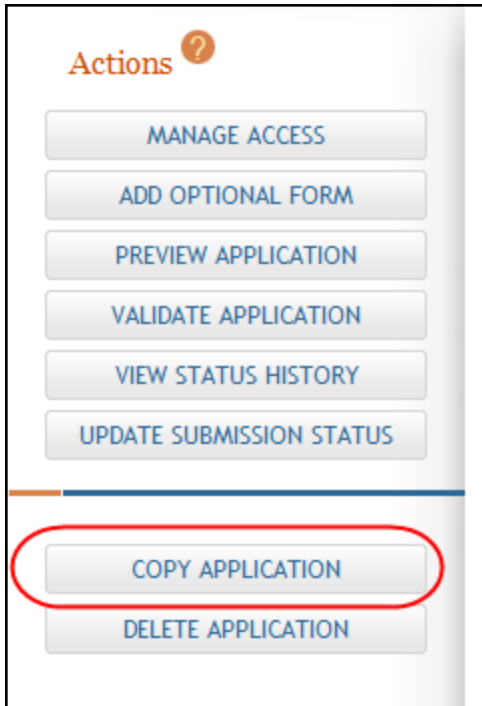 Actions ?
MANAGE ACCESS
ADD OPTIONAL FORM
PREVIEW APPLICATION
VALIDATE APPLICATION
VIEW STATUS HISTORY
UPDATE SUBMISSION STATUS
COPY APPLICATION
DELETE APPLICATION